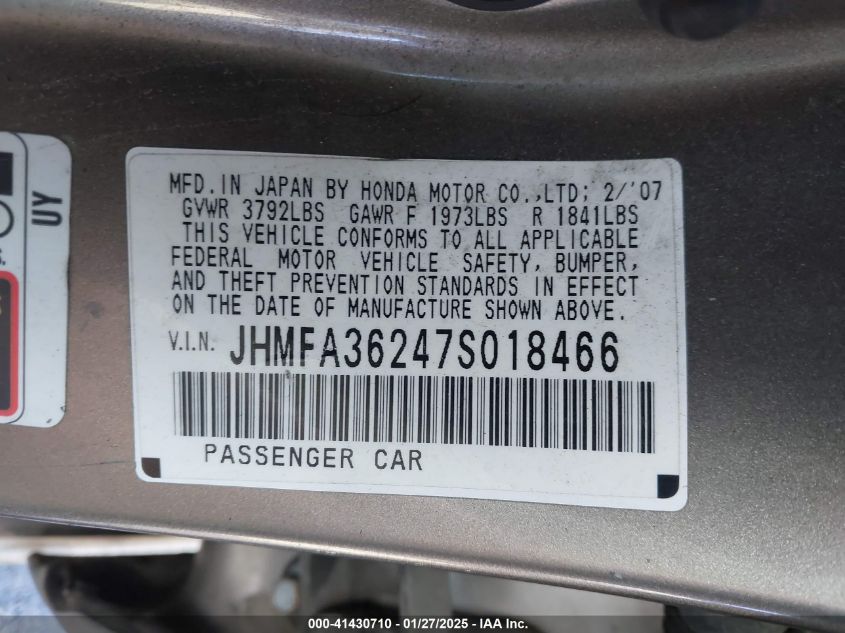 MFD.IN JAPAN BY HONDA MOTOR CO.,LTD; 2/'07
GVWR 3792LBS GAWR F 1973LBS R 1841LBS
THIS VEHICLE CONFORMS TO ALL APPLICABLE
FEDERAL MOTOR VEHICLE SAFETY, BUMPER,
AND THEFT PREVENTION STANDARDS IN EFFECT
ON THE DATE OF MANUFACTURE SHOWN ABOVE.
V.I.N. JHMFA36247S018466
PASSENGER CAR
UY
000-41430710 - 01/27/2025 - IAA Inc.